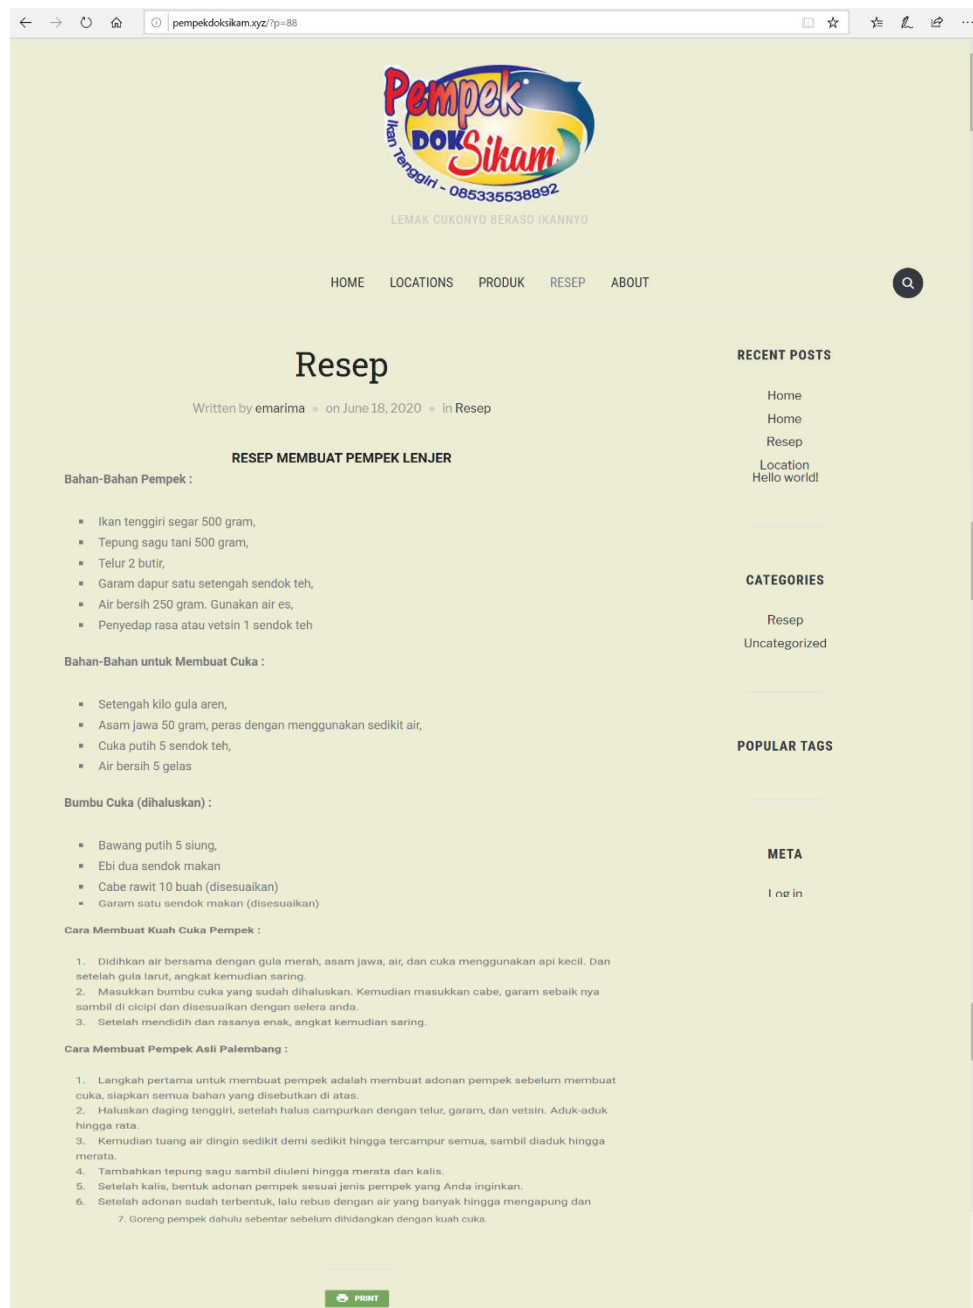 pempekdoksikam.xyz/?p=88
Pempek
DOK Sikam
Ikan Tenggiri - 085335538892
LEMAK CUKONYO BERASO IKANNYO
HOME LOCATIONS PRODUK RESEP ABOUT
Resep
Written by emarima on June 18, 2020 in Resep
RESEP MEMBUAT PEMPEK LENJER
Bahan-Bahan Pempek :
Ikan tenggiri segar 500 gram,
Tepung sagu tani 500 gram,
Telur 2 butir,
Garam dapur satu setengah sendok teh,
Air bersih 250 gram. Gunakan air es,
Penyedap rasa atau vetsin 1 sendok teh
Bahan-Bahan untuk Membuat Cuka :
Setengah kilo gula aren,
Asam jawa 50 gram, peras dengan menggunakan sedikit air,
Cuka putih 5 sendok teh,
Air bersih 5 gelas
Bumbu Cuka (dihaluskan) :
Bawang putih 5 siung,
Ebi dua sendok makan
Cabe rawit 10 buah (disesuaikan)
Garam satu sendok makan (disesuaikan)
Cara Membuat Kuah Cuka Pempek :
1. Didihkan air bersama dengan gula merah, asam jawa, air, dan cuka menggunakan api kecil. Dan
setelah gula larut, angkat kemudian saring.
2. Masukkan bumbu cuka yang sudah dihaluskan. Kemudian masukkan cabe, garam sebaik nya
sambil di cicipi dan disesuaikan dengan selera anda.
3. Setelah mendidih dan rasanya enak, angkat kemudian saring.
Cara Membuat Pempek Asli Palembang :
1. Langkah pertama untuk membuat pempek adalah membuat adonan pempek sebelum membuat
cuka, siapkan semua bahan yang disebutkan di atas.
2. Haluskan daging tenggiri, setelah halus campurkan dengan telur, garam, dan vetsin. Aduk-aduk
hingga rata.
3. Kemudian tuang air dingin sedikit demi sedikit hingga tercampur semua, sambil diaduk hingga
merata.
4. Tambahkan tepung sagu sambil diuleni hingga merata dan kalis.
5. Setelah kalis, bentuk adonan pempek sesuai jenis pempek yang Anda inginkan.
6. Setelah adonan sudah terbentuk, lalu rebus dengan air yang banyak hingga mengapung dan
7. Goreng pempek dahulu sebentar sebelum dihidangkan dengan kuah cuka.
PRINT
RECENT POSTS
Home
Home
Resep
Location
Hello world!
CATEGORIES
Resep
Uncategorized
POPULAR TAGS
META
Log in